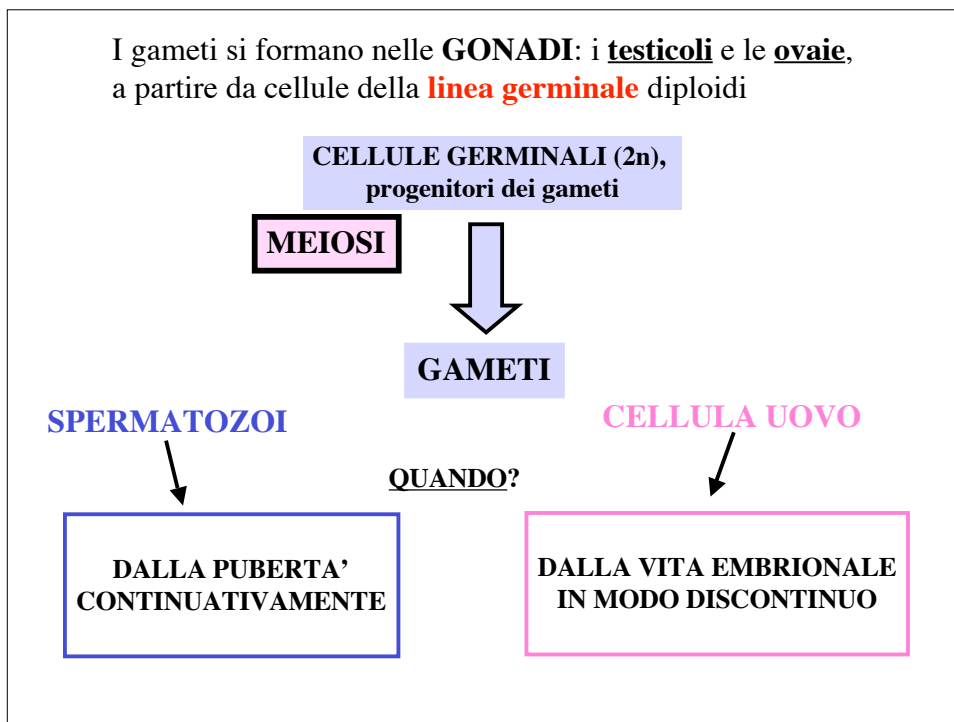 I gameti si formano nelle GONADI: i testicoli e le ovaie,
a partire da cellule della linea germinale diploidi
CELLULE GERMINALI (2n),
progenitori dei gameti
MEIOSI
GAMETI
SPERMATOZOI
CELLULA UOVO
QUANDO?
DALLA PUBERTA’
CONTINUATIVAMENTE
DALLA VITA EMBRIONALE
IN MODO DISCONTINUO